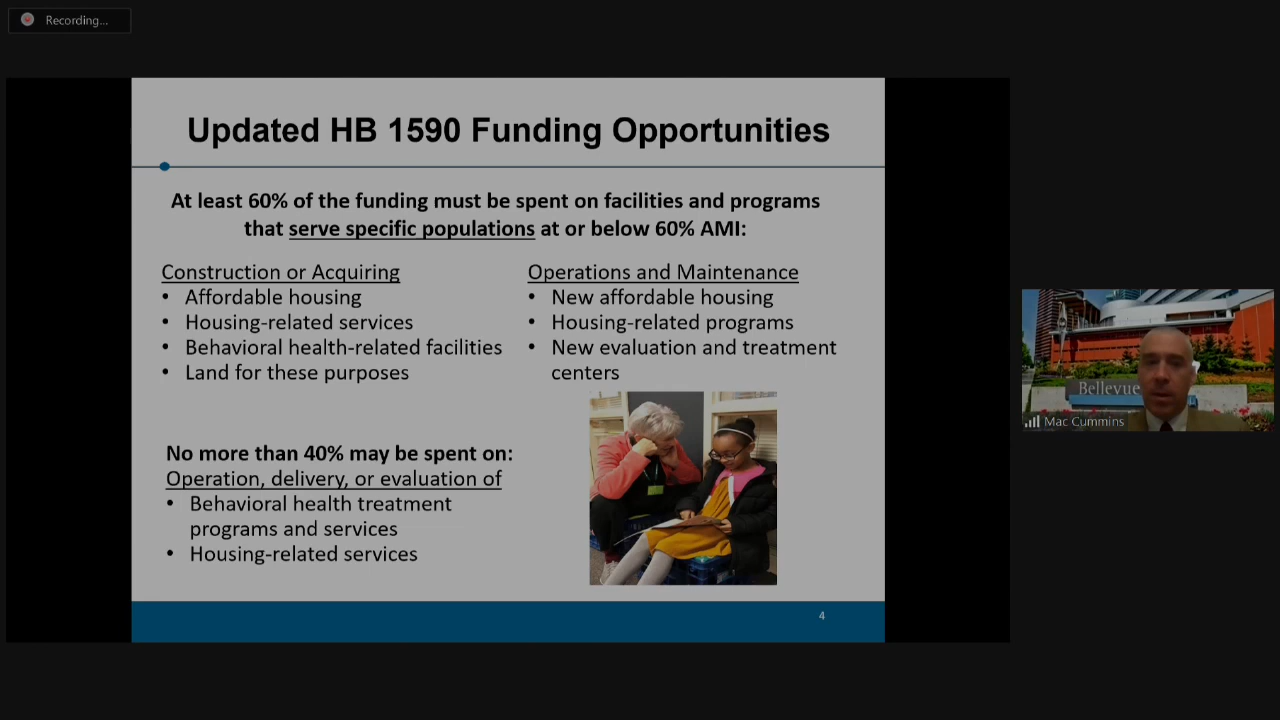 Recording...
Updated HB 1590 Funding Opportunities
At least 60% of the funding must be spent on facilities and programs
that serve specific populations at or below 60% AMI:
Construction or Acquiring
• Affordable housing
• Housing-related services
• Behavioral health-related facilities
• Land for these purposes
Operations and Maintenance
• New affordable housing
• Housing-related programs
• New evaluation and treatment
centers
No more than 40% may be spent on:
Operation, delivery, or evaluation of
• Behavioral health treatment
programs and services
• Housing-related services
4
Bellevue
Mac Cummins